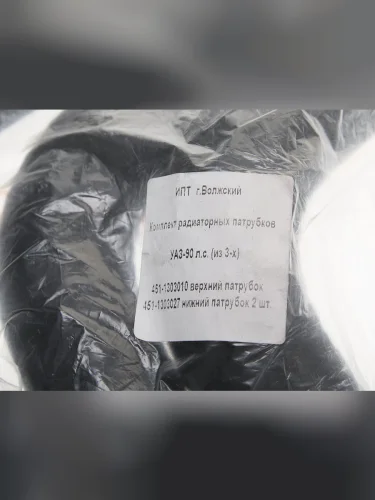 ИПТ г.Волжский
Комплект радиаторных патрубков
УАЗ-90 л.с. (из 3-х)
451-1303010 верхний патрубок
451-1303027 нижний патрубок 2 шт.